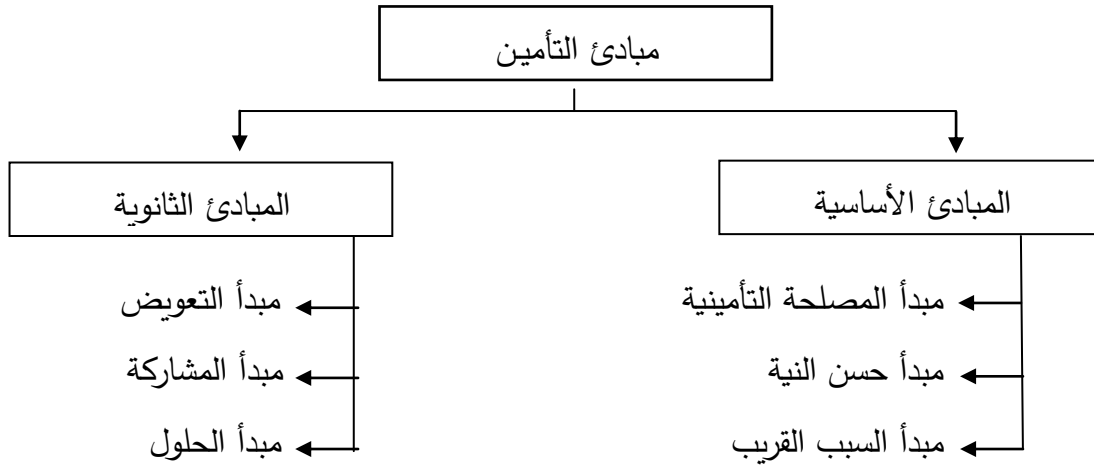 مبادئ التأمين
المبادئ الأساسية
مبدأ المصلحة التأمينية
مبدأ حسن النية
مبدأ السبب القريب
المبادئ الثانوية
مبدأ التعويض
مبدأ المشاركة
مبدأ الحلول